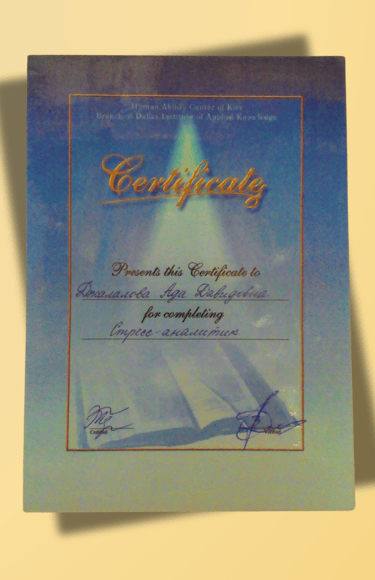 Human Ability Center of Kiev
Branch of Dallas Institute of Applied Knowledge
Certificate
Presents this Certificate to
Джалалова Ада Давидовна
for completing
Стресс-аналитик